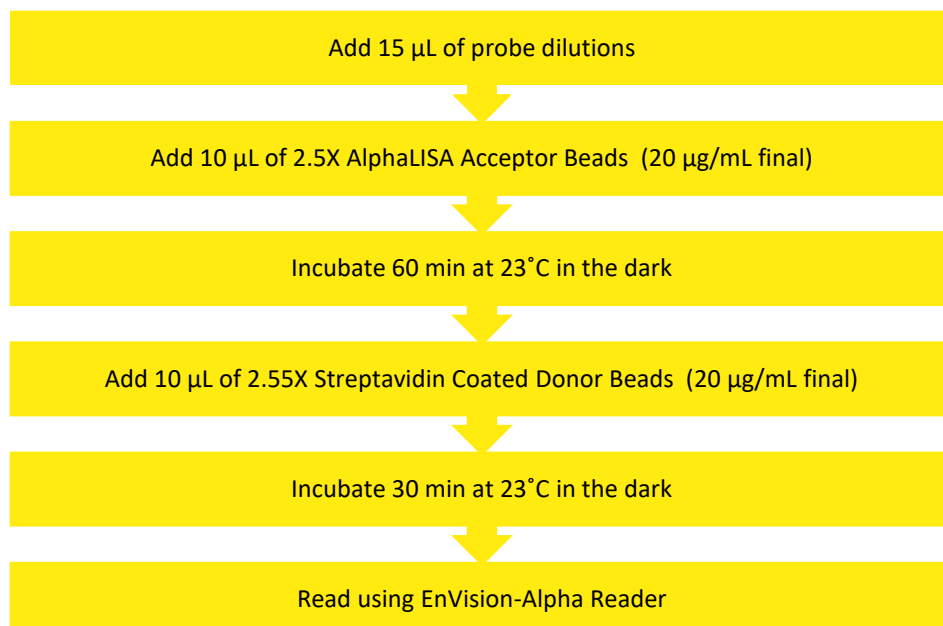 Add 15 µL of probe dilutions
Add 10 µL of 2.5X AlphaLISA Acceptor Beads  (20 µg/mL final)
Incubate 60 min at 23˚C in the dark
Add 10 µL of 2.55X Streptavidin Coated Donor Beads  (20 µg/mL final)
Incubate 30 min at 23˚C in the dark
Read using EnVision-Alpha Reader